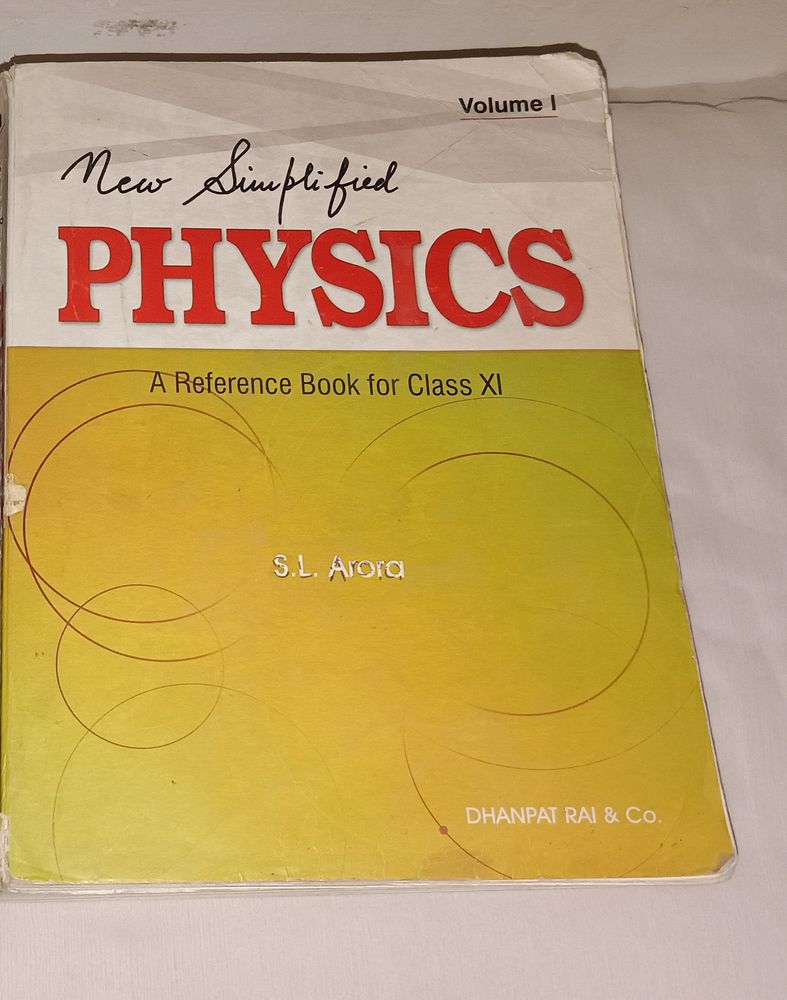 Volume I
New Simplified
PHYSICS
A Reference Book for Class XI
S.L. Arora
DHANPAT RAI & Co.